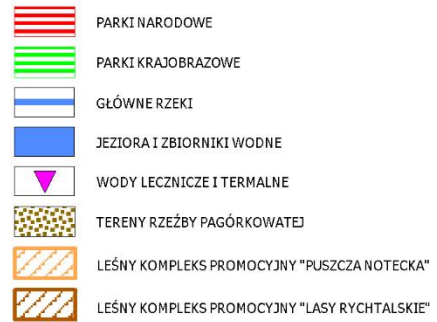 PARKI NARODOWE
PARKI KRAJOBRAZOWE
GŁÓWNE RZEKI
JEZIORA I ZBIORNIKI WODNE
WODY LECZNICZE I TERMALNE
TERENY RZEŹBY PAGÓRKOWATEJ
LEŚNY KOMPLEKS PROMOCYJNY "PUSZCZA NOTECKA"
LEŚNY KOMPLEKS PROMOCYJNY "LASY RYCHTALSKIE"